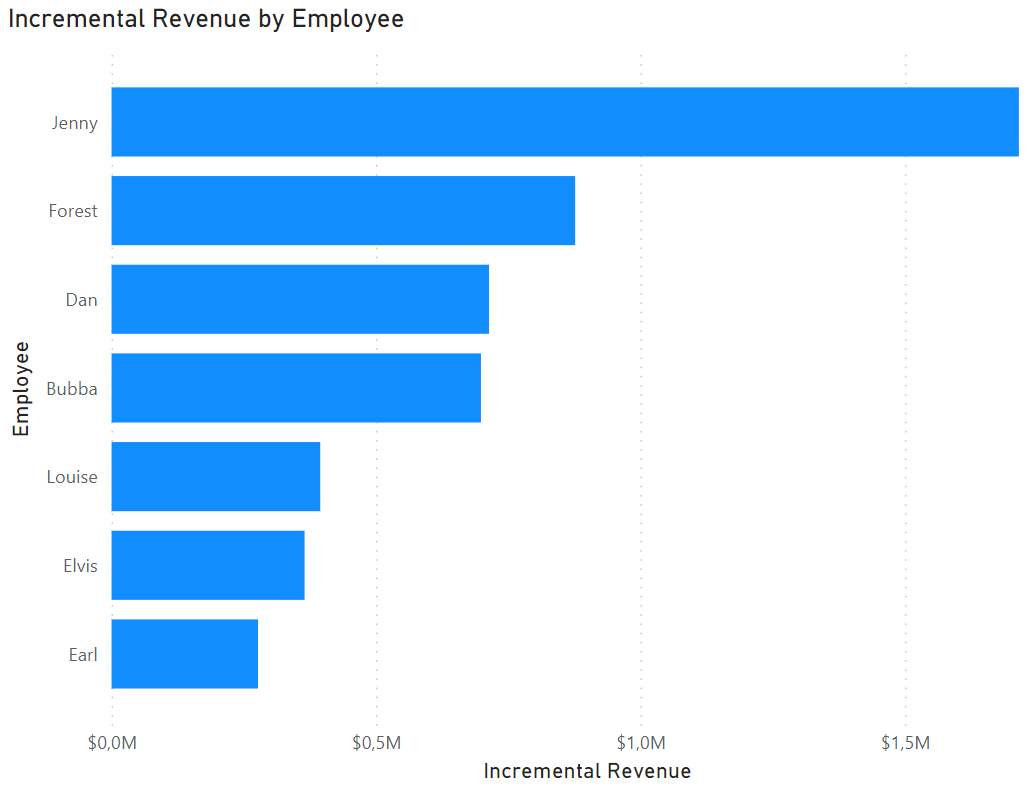 Incremental Revenue by Employee
Employee
Jenny
Forest
Dan
Bubba
Louise
Elvis
Earl
$0,0M $0,5M $1,0M $1,5M
Incremental Revenue